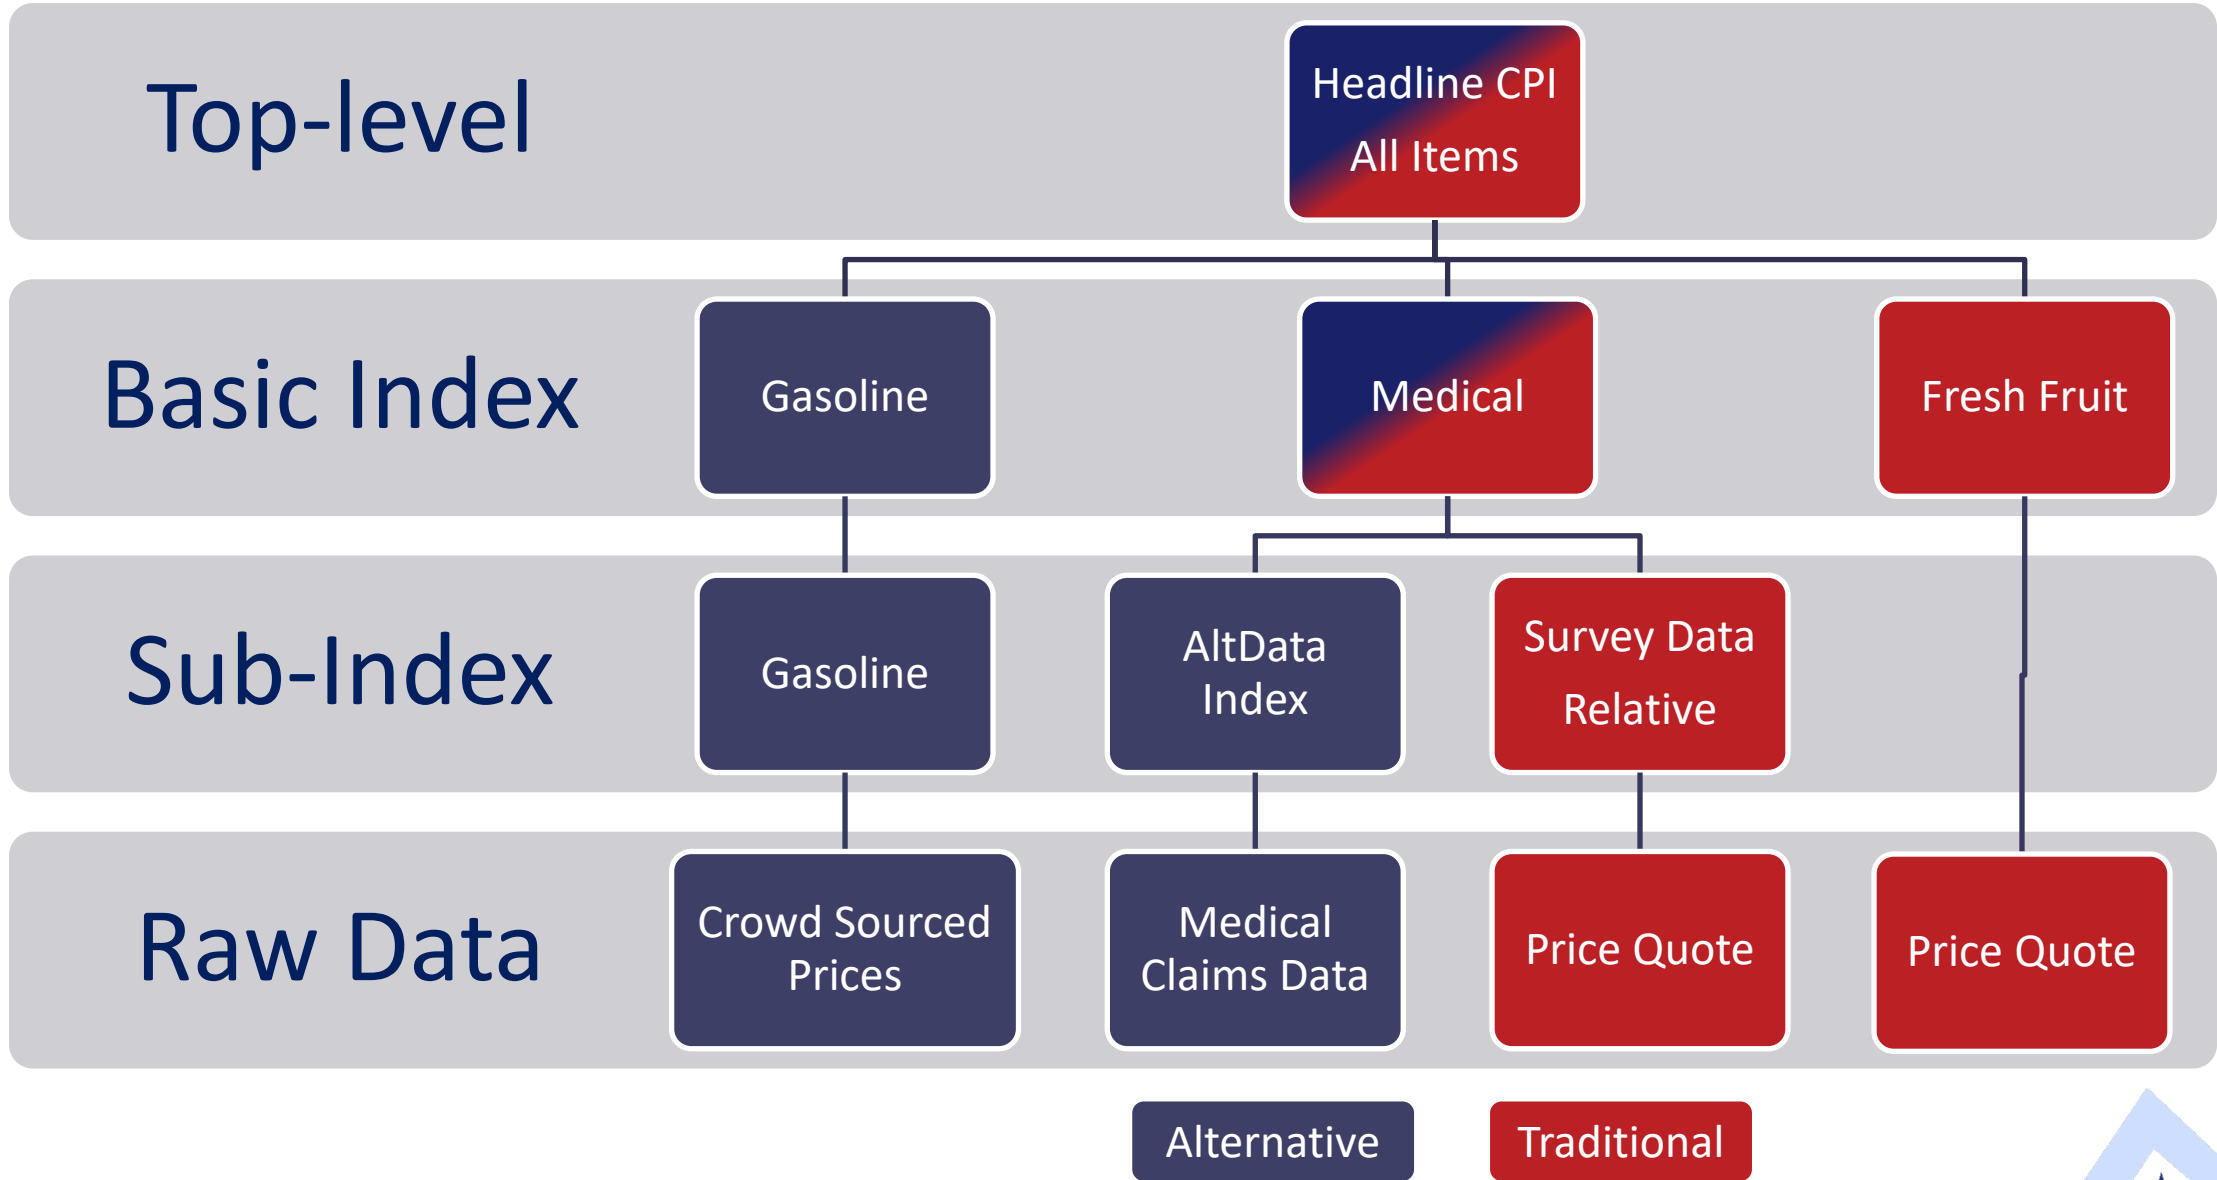 Top-level
Headline CPI
All Items
Basic Index
Gasoline
Medical
Fresh Fruit
Sub-Index
Gasoline
AltData
Index
Survey Data
Relative
Raw Data
Crowd Sourced
Prices
Medical
Claims Data
Price Quote
Price Quote
Alternative
Traditional